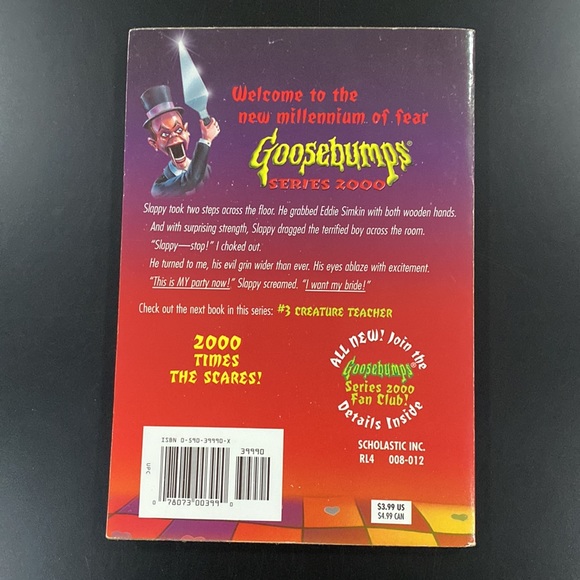 Welcome to the
new millennium of fear
Goosebumps®
SERIES 2000
Slappy took two steps across the floor. He grabbed Eddie Simkin with both wooden hands.
And with surprising strength, Slappy dragged the terrified boy across the room.
"Slappy—stop!" I choked out.
He turned to me, his evil grin wider than ever. His eyes ablaze with excitement.
"This is MY party now!" Slappy screamed. "I want my bride!"
Check out the next book in this series: #3 CREATURE TEACHER
2000
TIMES
THE SCARES!
ALL NEW! Join the
Goosebumps
Series 2000
Fan Club!
Details Inside
SCHOLASTIC INC.
RL4 008-012
ISBN 0-590-39990-X
39990
UPC
0 78073 00399 0
$3.99 US
$4.99 CAN